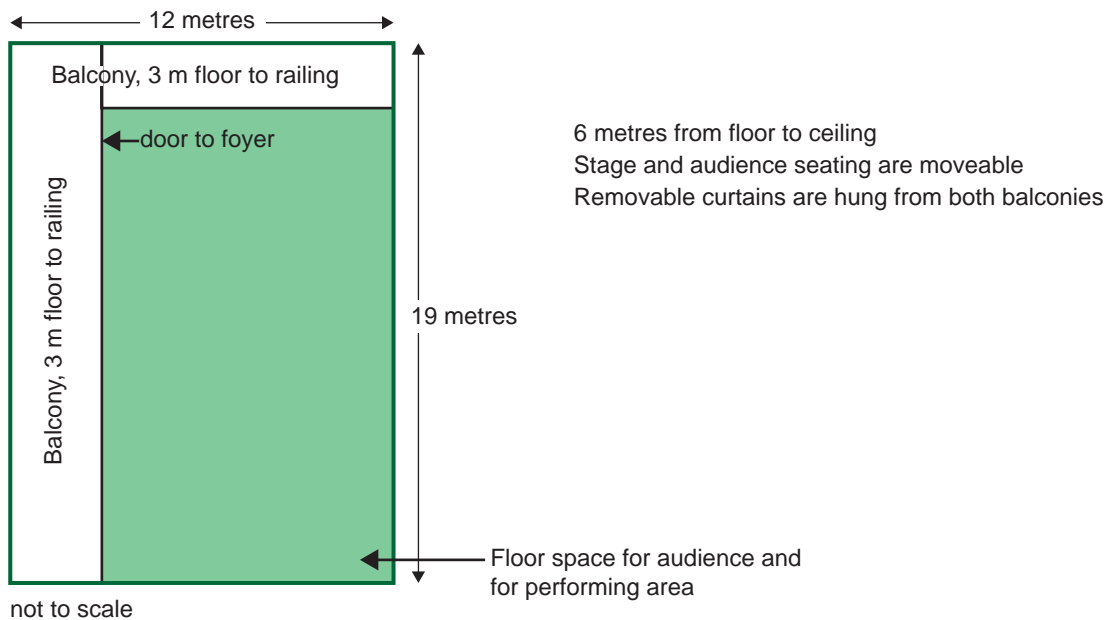 12 metres
Balcony, 3 m floor to railing
door to foyer
Balcony, 3 m floor to railing
6 metres from floor to ceiling
Stage and audience seating are moveable
Removable curtains are hung from both balconies
19 metres
Floor space for audience and
for performing area
not to scale